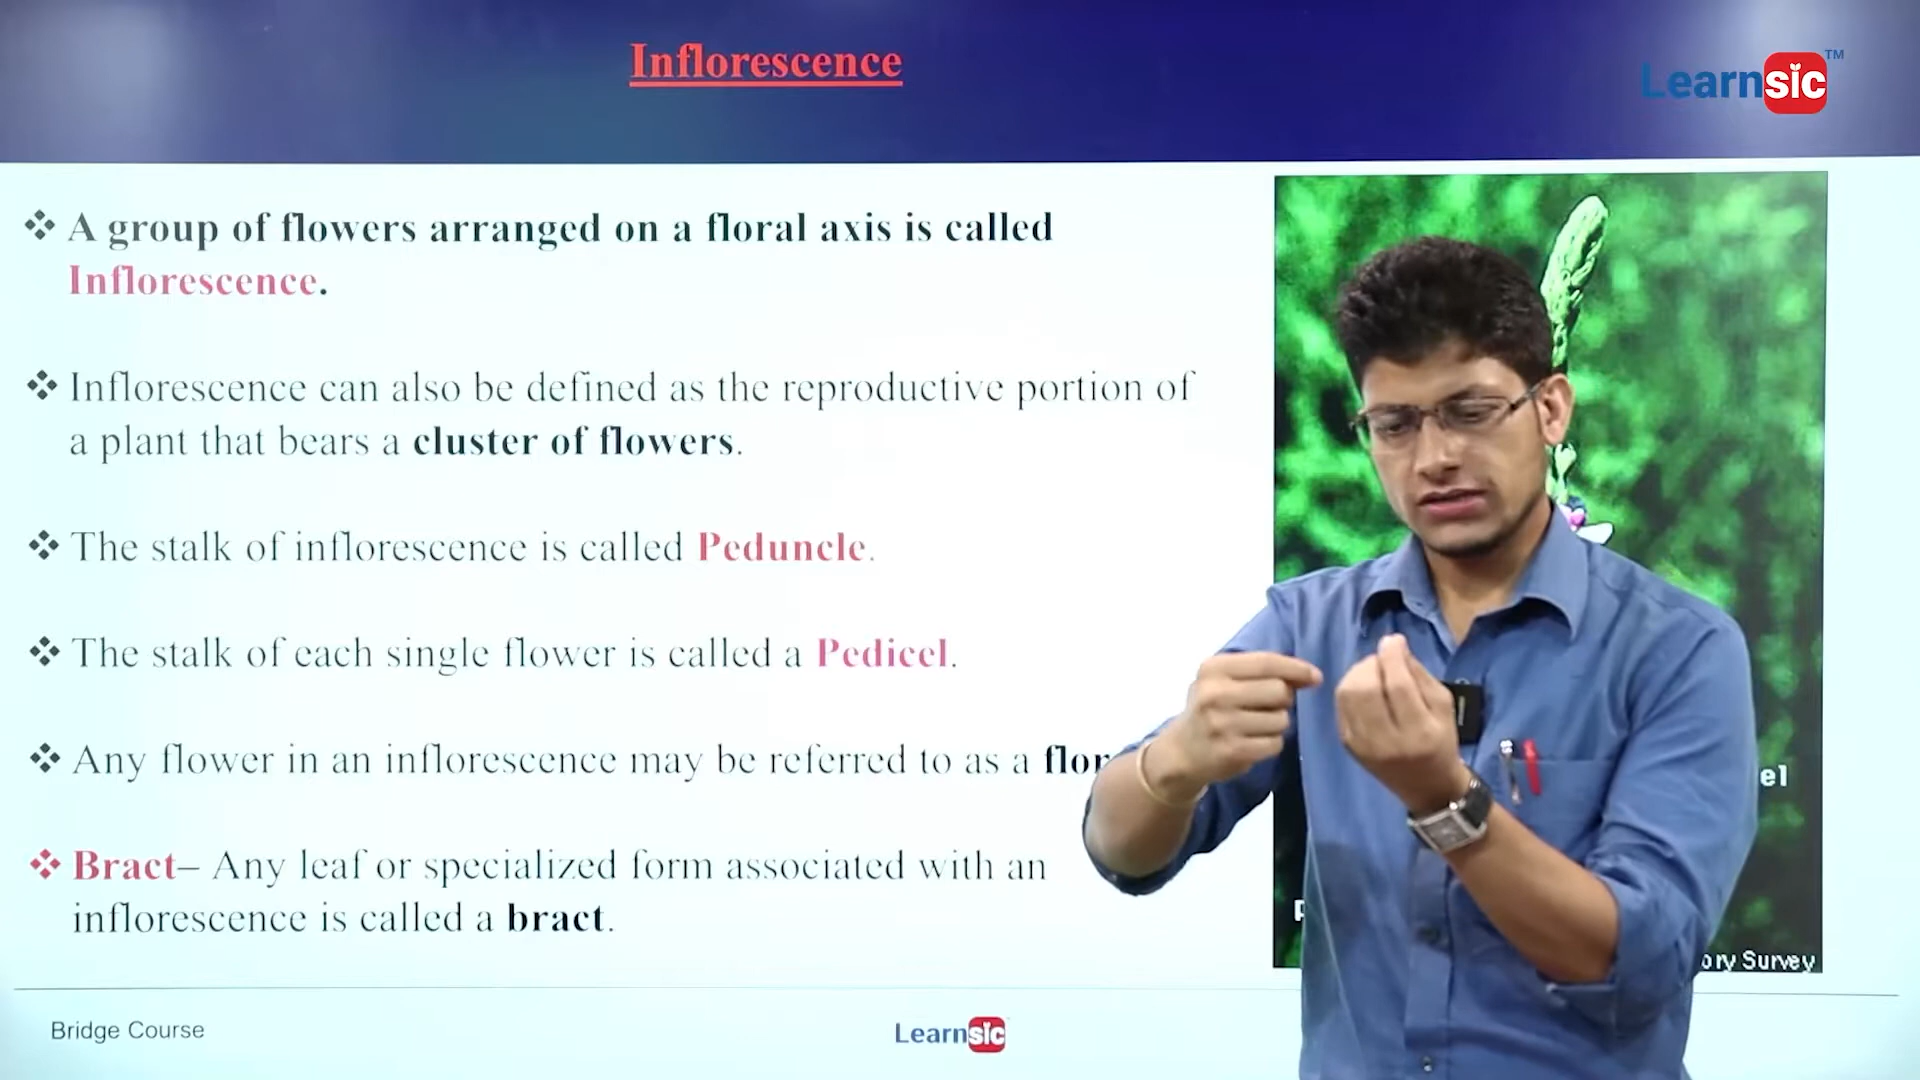 Inflorescence
Learnsic™
❖ A group of flowers arranged on a floral axis is called
Inflorescence.
❖ Inflorescence can also be defined as the reproductive portion of
a plant that bears a cluster of flowers.
❖ The stalk of inflorescence is called Peduncle.
❖ The stalk of each single flower is called a Pedicel.
❖ Any flower in an inflorescence may be referred to as a
❖ Bract– Any leaf or specialized form associated with an
inflorescence is called a bract.
Survey
Bridge Course
Learnsic